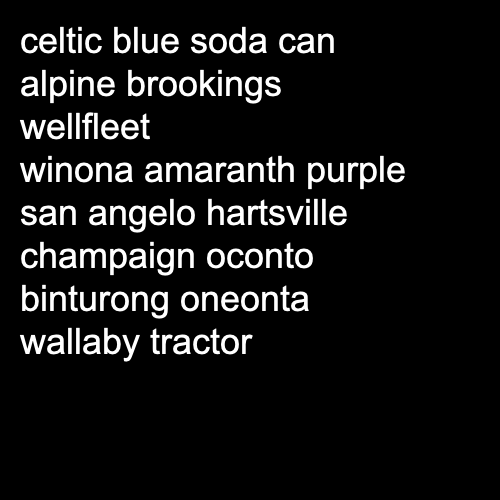 celtic blue soda can
alpine brookings
wellfleet
winona amaranth purple
san angelo hartsville
champaign oconto
binturong oneonta
wallaby tractor